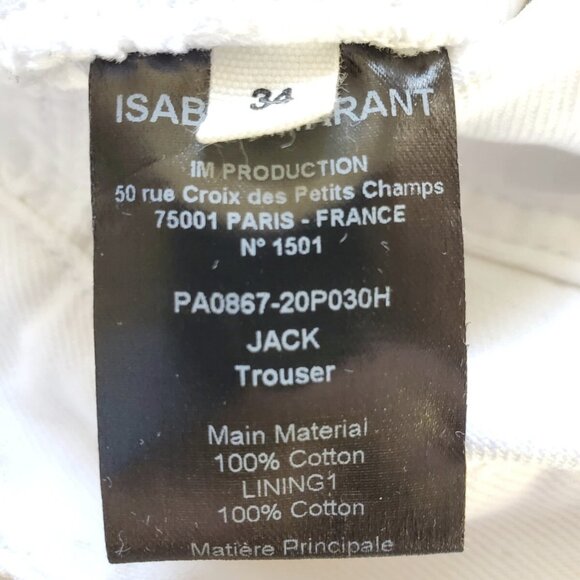 34
ISAB ARANT
IM PRODUCTION
50 rue Croix des Petits Champs
75001 PARIS - FRANCE
N° 1501
PA0867-20P030H
JACK
Trouser
Main Material
100% Cotton
LINING1
100% Cotton
Matière Principale